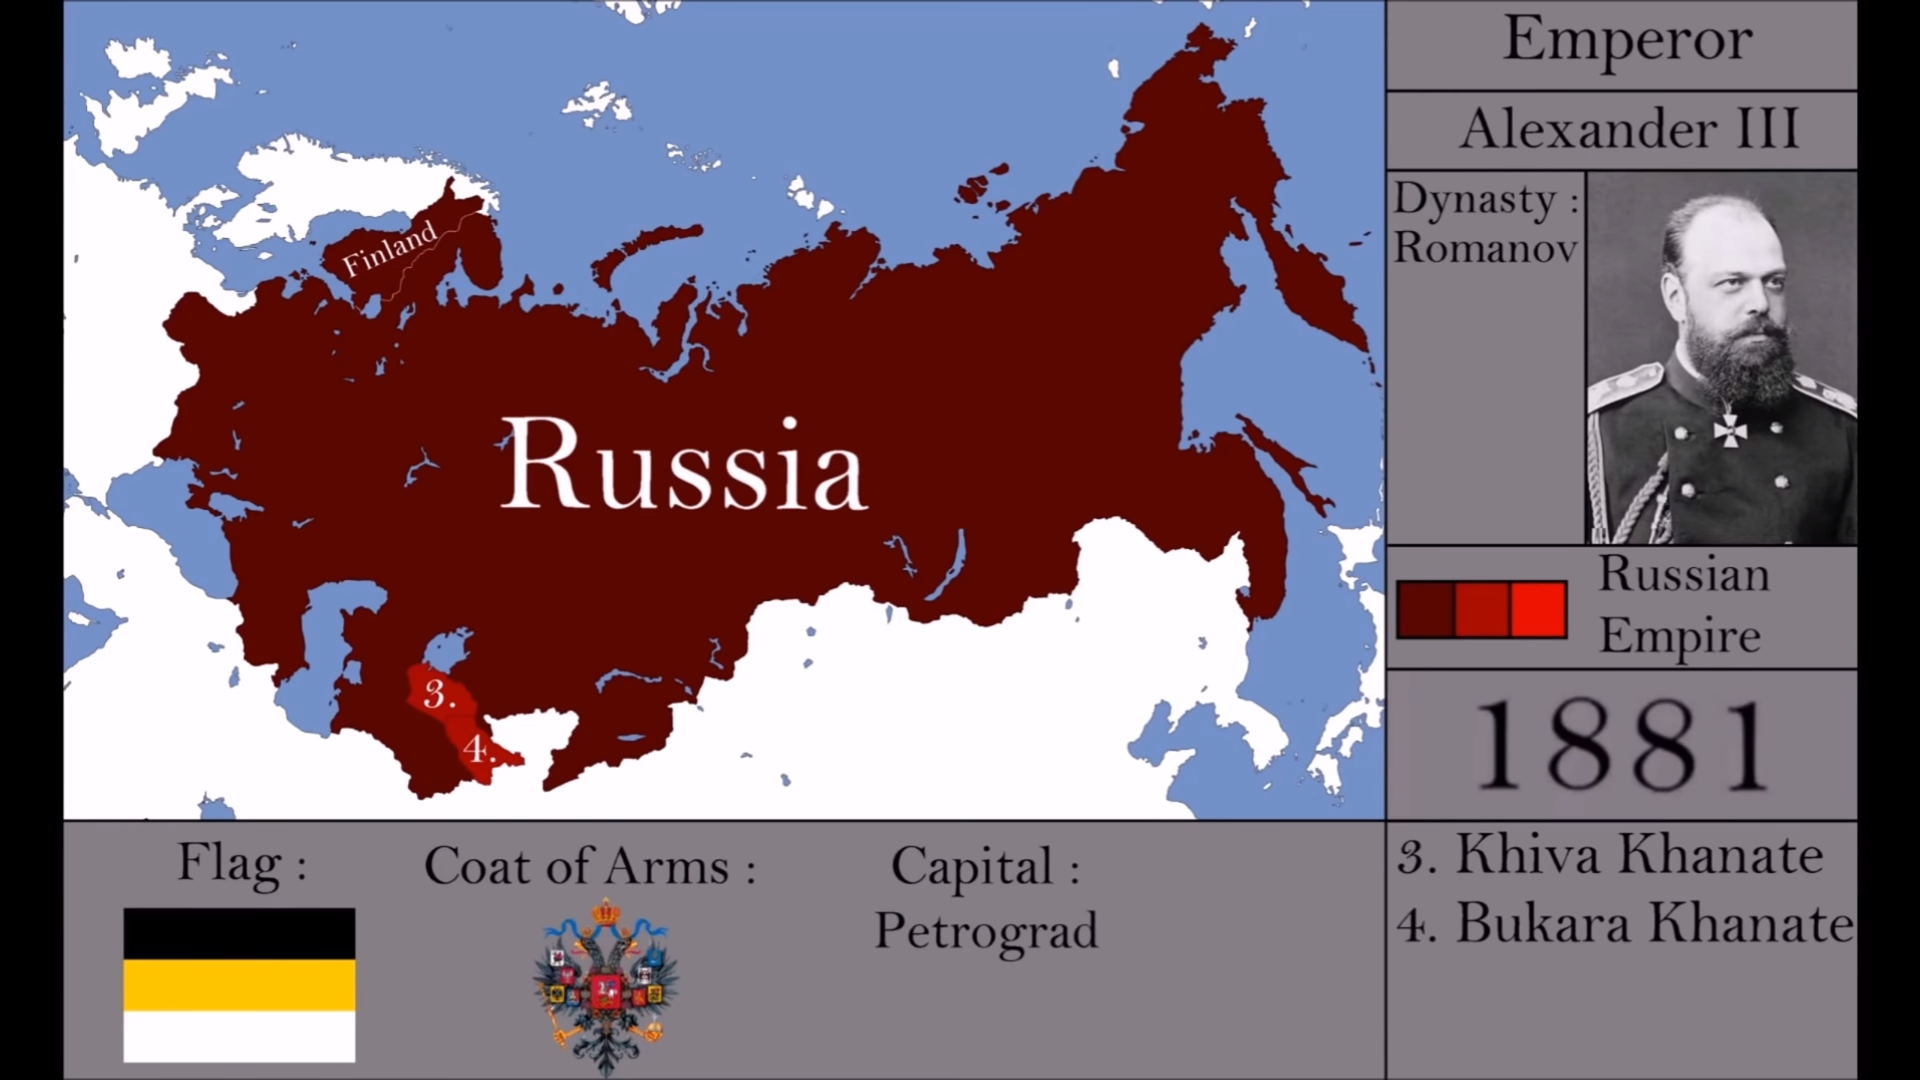 Emperor
Alexander III
Dynasty :
Romanov
Finland
Russia
3.
4.
Russian
Empire
1881
3. Khiva Khanate
4. Bukara Khanate
Flag :
Coat of Arms :
Capital :
Petrograd